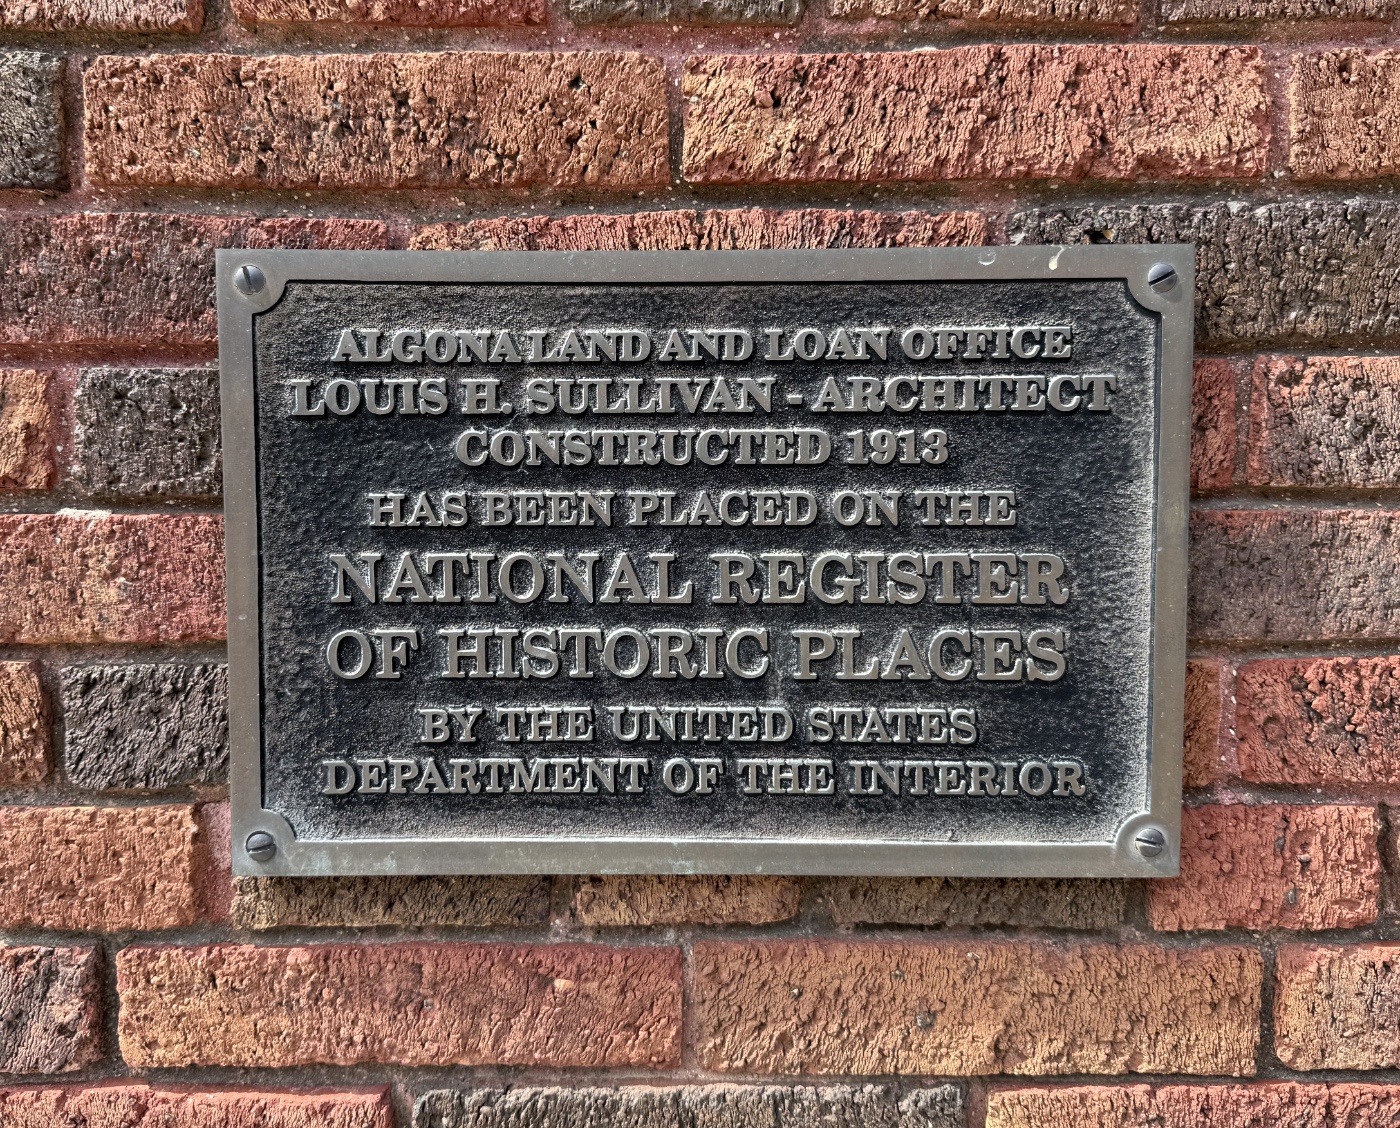 ALGONA LAND AND LOAN OFFICE
LOUIS H. SULLIVAN - ARCHITECT
CONSTRUCTED 1913
HAS BEEN PLACED ON THE
NATIONAL REGISTER
OF HISTORIC PLACES
BY THE UNITED STATES
DEPARTMENT OF THE INTERIOR